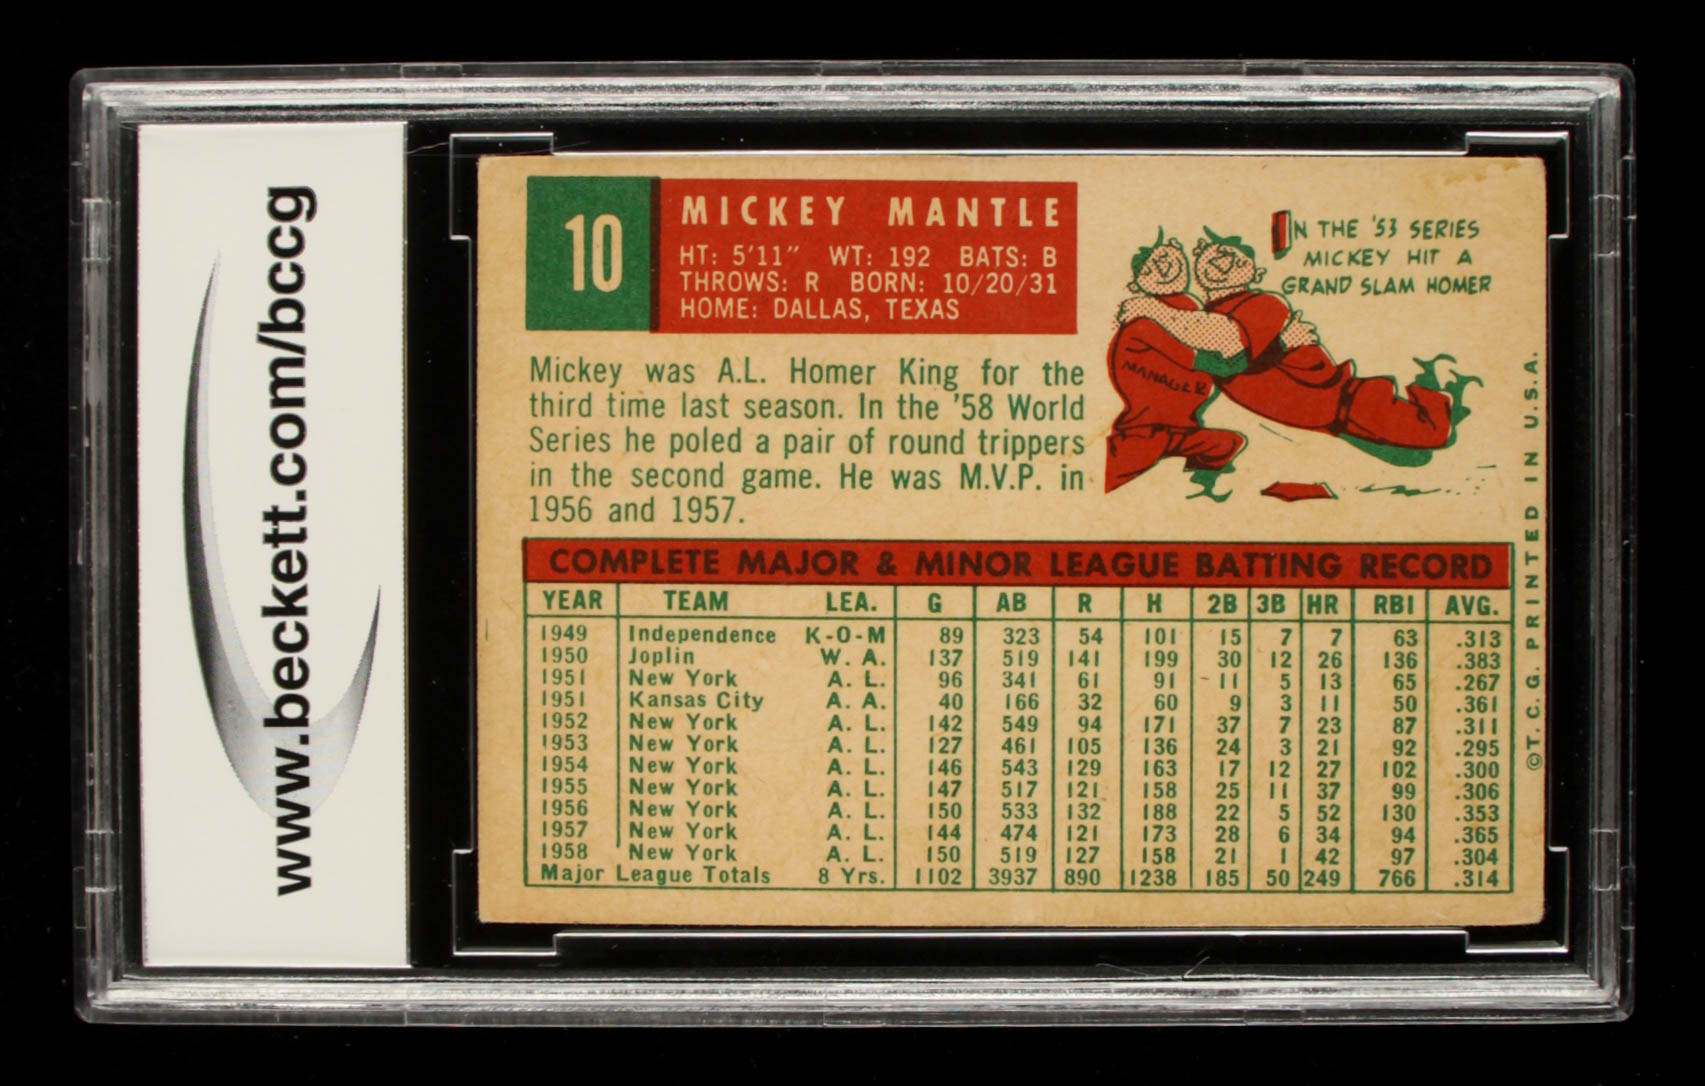 www.beckett.com/bccg
10
MICKEY MANTLE
HT: 5'11" WT: 192 BATS: B
THROWS: R BORN: 10/20/31
HOME: DALLAS, TEXAS
IN THE '53 SERIES
MICKEY HIT A
GRAND SLAM HOMER
MANAGER
Mickey was A.L. Homer King for the
third time last season. In the '58 World
Series he poled a pair of round trippers
in the second game. He was M.V.P. in
1956 and 1957.
COMPLETE MAJOR & MINOR LEAGUE BATTING RECORD
YEAR TEAM LEA. G AB R H 2B 3B HR RBI AVG.
1949 Independence K-O-M 89 323 54 101 15 7 7 63 .313
1950 Joplin W. A. 137 519 141 199 30 12 26 136 .383
1951 New York A. L. 96 341 61 91 11 5 13 65 .267
1951 Kansas City A. A. 40 166 32 60 9 3 11 50 .361
1952 New York A. L. 142 549 94 171 37 7 23 87 .311
1953 New York A. L. 127 461 105 136 24 3 21 92 .295
1954 New York A. L. 146 543 129 163 17 12 27 102 .300
1955 New York A. L. 147 517 121 158 25 11 37 99 .306
1956 New York A. L. 150 533 132 188 22 5 52 130 .353
1957 New York A. L. 144 474 121 173 28 6 34 94 .365
1958 New York A. L. 150 519 127 158 21 1 42 97 .304
Major League Totals 8 Yrs. 1102 3937 890 1238 185 50 249 766 .314
©T. C. G. PRINTED IN U.S.A.